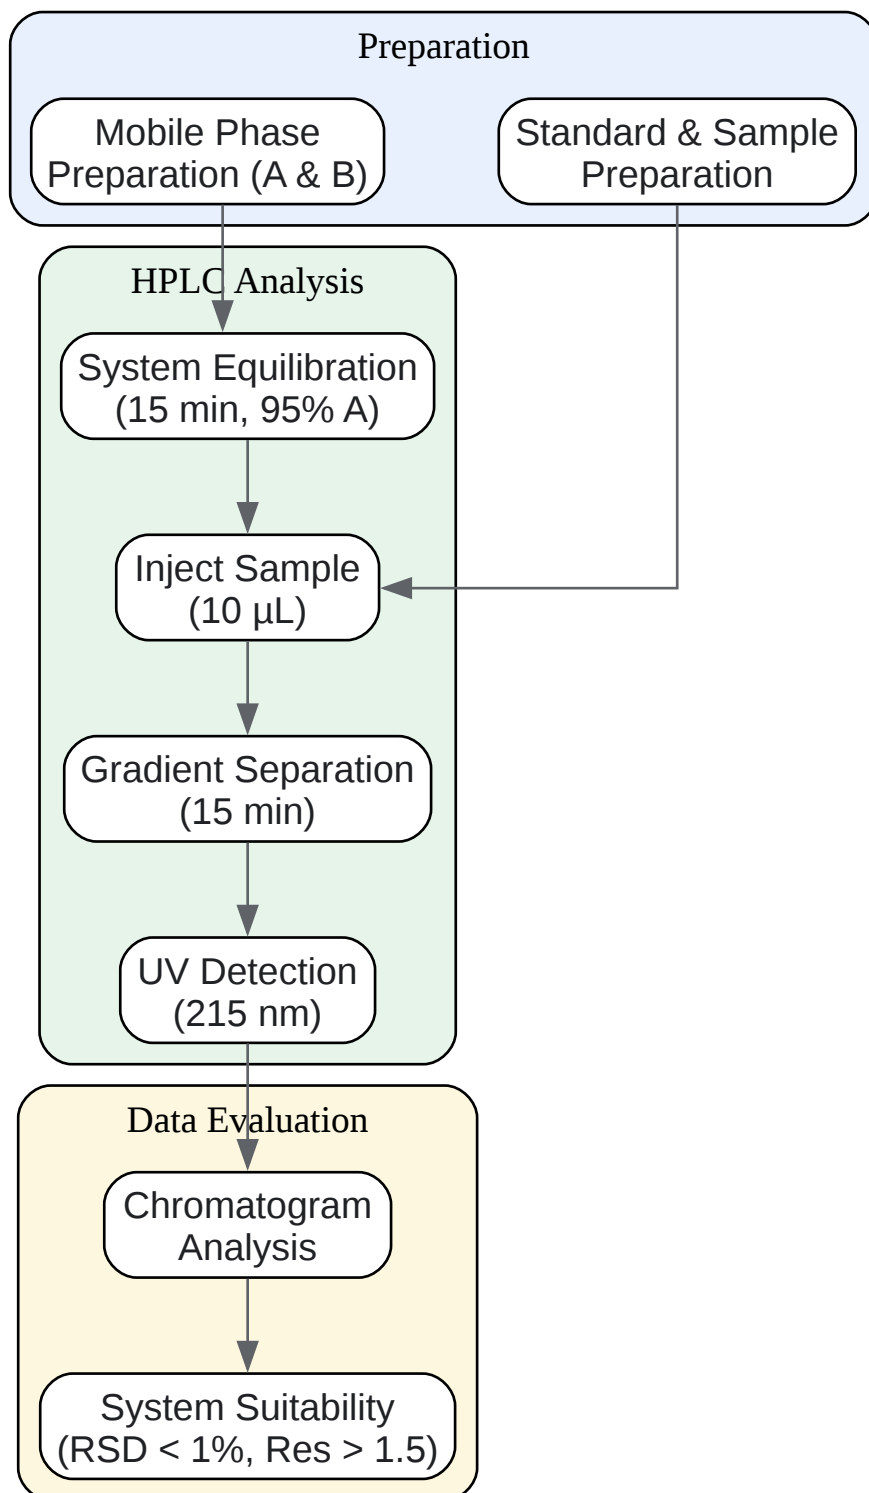 Preparation
Mobile Phase
Preparation (A & B)
Standard & Sample
Preparation
HPLC Analysis
System Equilibration
(15 min, 95% A)
Inject Sample
(10 µL)
Gradient Separation
(15 min)
UV Detection
(215 nm)
Data Evaluation
Chromatogram
Analysis
System Suitability
(RSD < 1%, Res > 1.5)